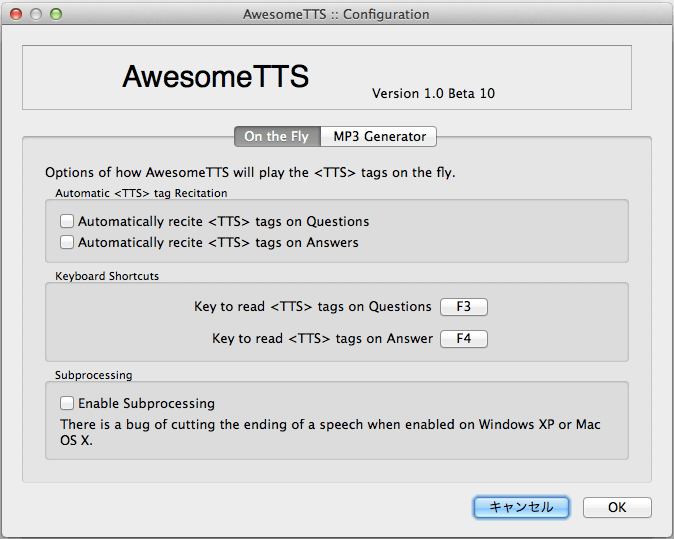 AwesomeTTS :: Configuration
AwesomeTTS
Version 1.0 Beta 10
On the Fly
MP3 Generator
Options of how AwesomeTTS will play the <TTS> tags on the fly.
Automatic <TTS> tag Recitation
Automatically recite <TTS> tags on Questions
Automatically recite <TTS> tags on Answers
Keyboard Shortcuts
Key to read <TTS> tags on Questions F3
Key to read <TTS> tags on Answer F4
Subprocessing
Enable Subprocessing
There is a bug of cutting the ending of a speech when enabled on Windows XP or Mac
OS X.
キャンセル OK